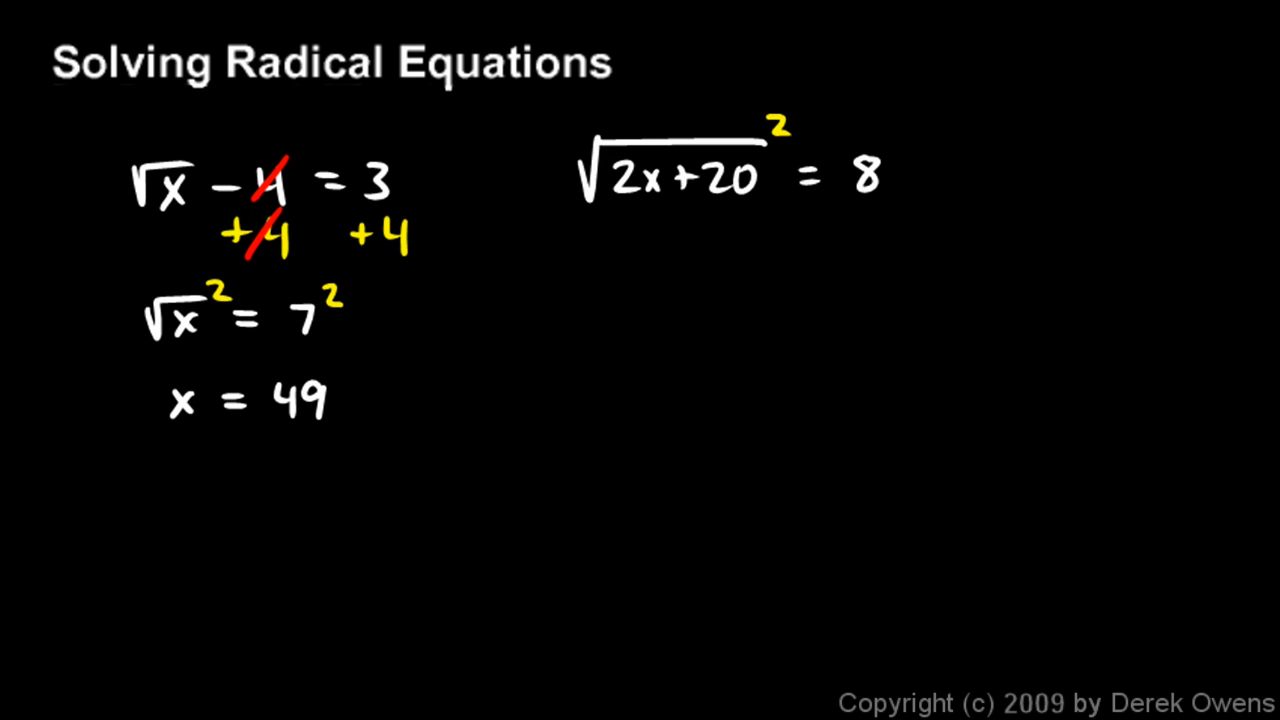 Solving Radical Equations
√x − 4 = 3
+4 +4
√x² = 7²
x = 49
√2x+20² = 8
Copyright (c) 2009 by Derek Owens